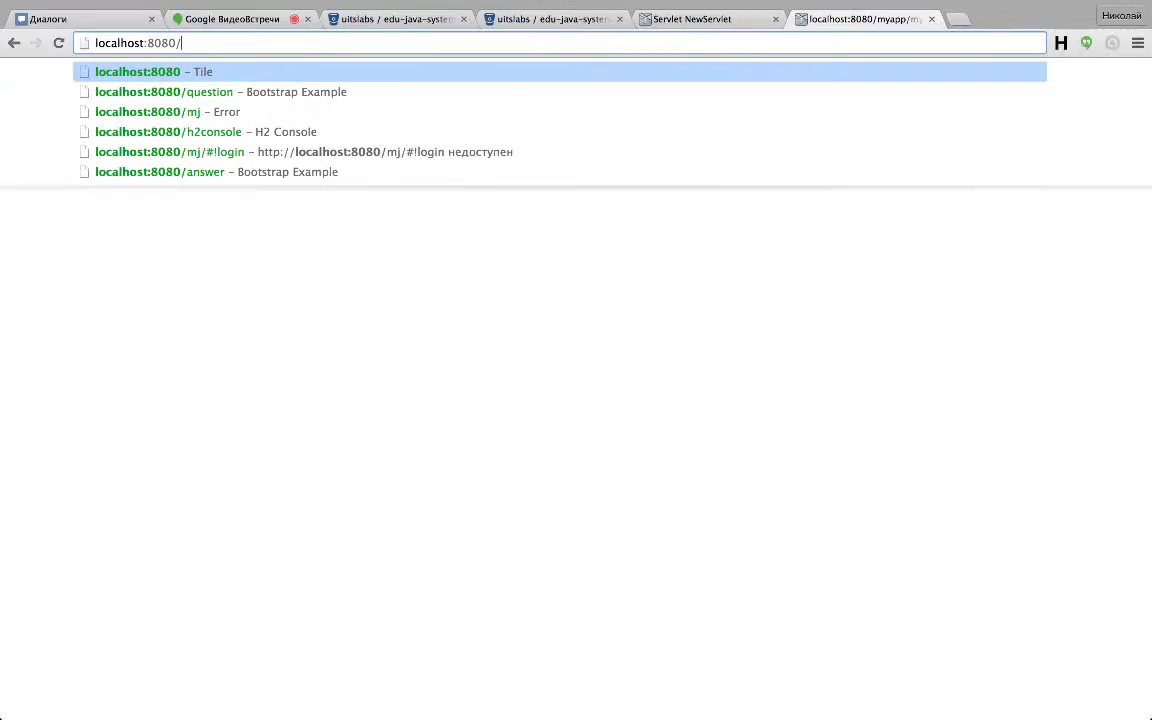 Диалоги
Google ВидеоВстречи
uitslabs / edu-java-system
uitslabs / edu-java-system
Servlet NewServlet
localhost:8080/myapp/my
Николай
localhost:8080/
localhost:8080 – Tile
localhost:8080/question – Bootstrap Example
localhost:8080/mj – Error
localhost:8080/h2console – H2 Console
localhost:8080/mj/#!login – http://localhost:8080/mj/#!login недоступен
localhost:8080/answer – Bootstrap Example